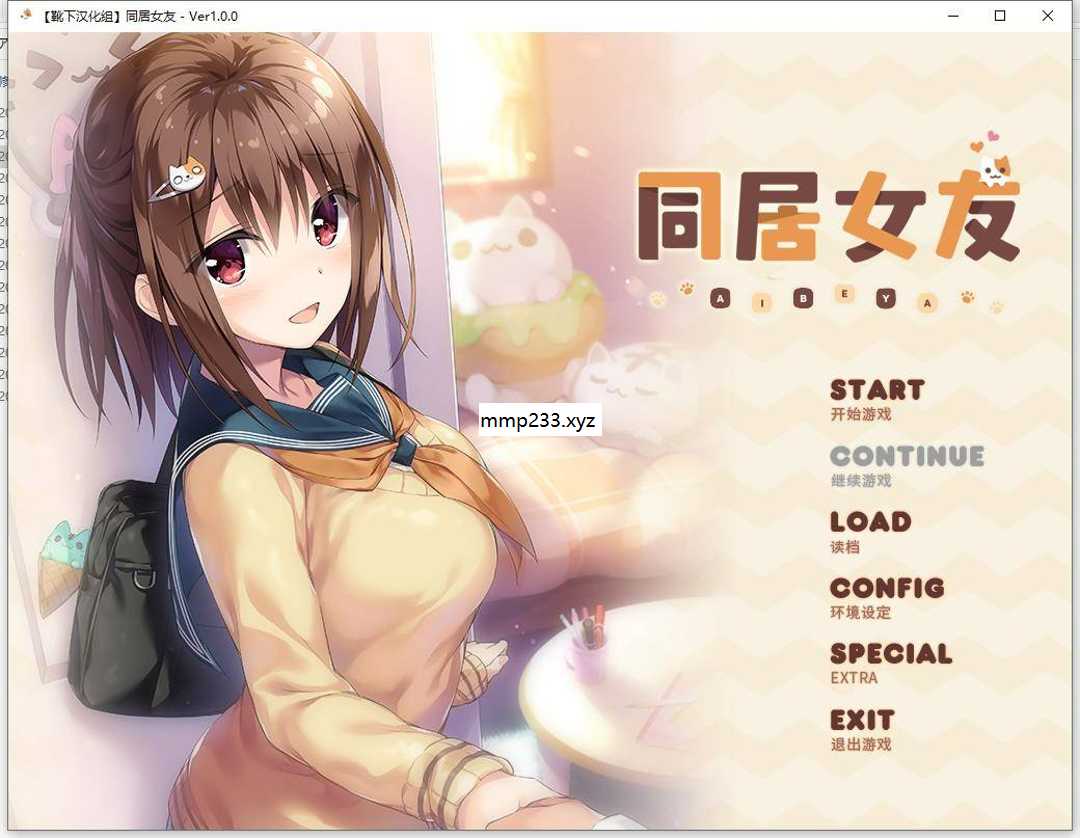 【靴下汉化组】同居女友 - Ver1.0.0
同居女友
AIBEYA
mmp233.xyz
START
开始游戏
CONTINUE
继续游戏
LOAD
读档
CONFIG
环境设定
SPECIAL
EXTRA
EXIT
退出游戏